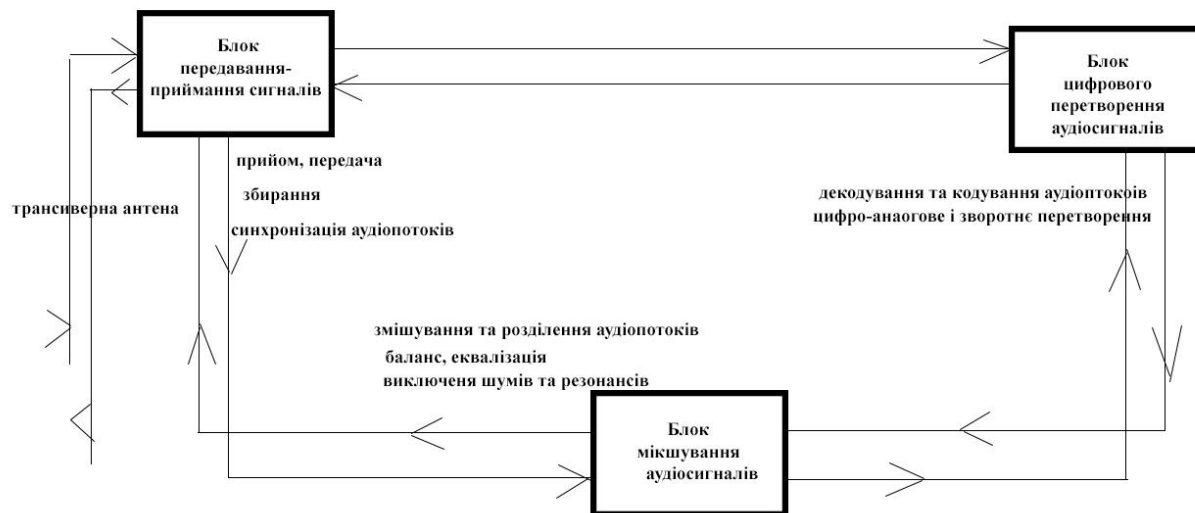 Блок
передавання-
приймання сигналів
Блок
цифрового
перетворення
аудіосигналів
прийом, передача
збирання
синхронізація аудіопотоків
трансиверна антена
декодування та кодування аудіоптокоів
цифро-анаогове і зворотнє перетворення
змішування та розділення аудіопотоків
баланс, еквалізація
виключеня шумів та резонансів
Блок
мікшування
аудіосигналів